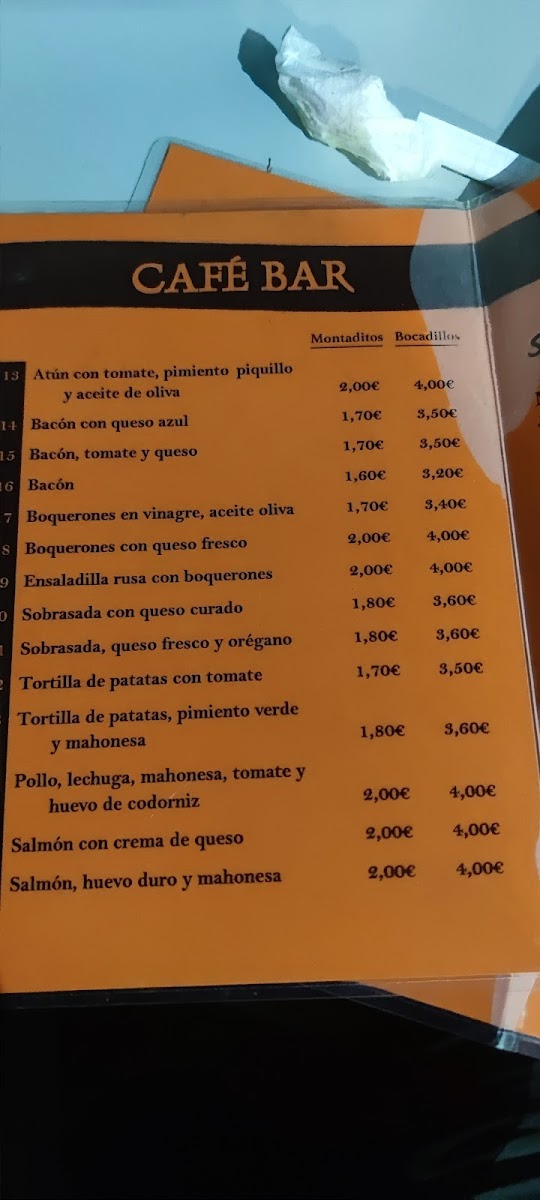 CAFÉ BAR
Montaditos Bocadillos
13 Atún con tomate, pimiento piquillo
y aceite de oliva 2,00€ 4,00€
14 Bacón con queso azul 1,70€ 3,50€
15 Bacón, tomate y queso 1,70€ 3,50€
16 Bacón 1,60€ 3,20€
7 Boquerones en vinagre, aceite oliva 1,70€ 3,40€
8 Boquerones con queso fresco 2,00€ 4,00€
9 Ensaladilla rusa con boquerones 2,00€ 4,00€
0 Sobrasada con queso curado 1,80€ 3,60€
Sobrasada, queso fresco y orégano 1,80€ 3,60€
Tortilla de patatas con tomate 1,70€ 3,50€
Tortilla de patatas, pimiento verde
y mahonesa 1,80€ 3,60€
Pollo, lechuga, mahonesa, tomate y
huevo de codorniz 2,00€ 4,00€
Salmón con crema de queso 2,00€ 4,00€
Salmón, huevo duro y mahonesa 2,00€ 4,00€